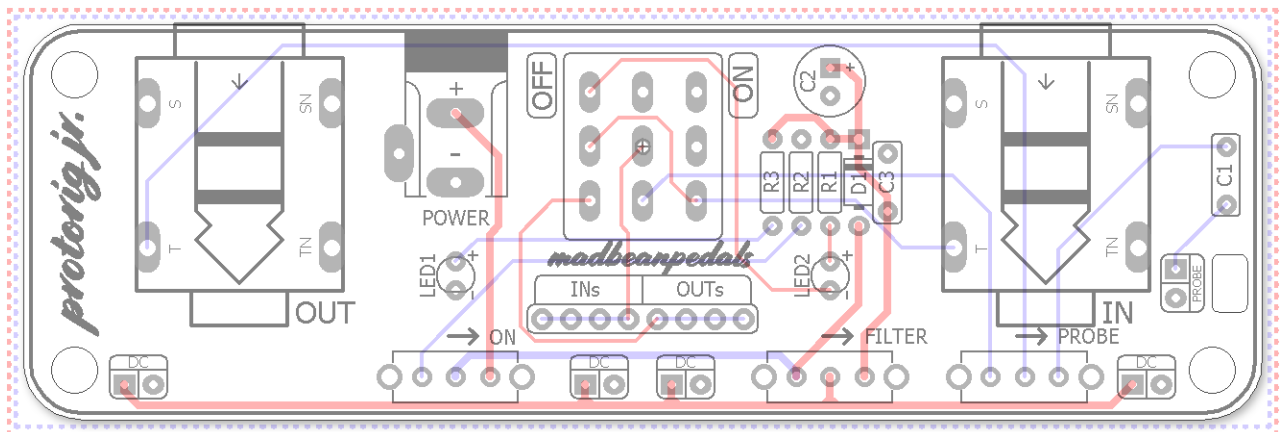 protorig jr.
S
SN
T
TN
OUT
+
-
POWER
LED1
+
-
OFF
ON
madbeanpedals
INs
OUTs
C2
+
R3
R2
R1
D1
C3
LED2
+
-
S
SN
T
TN
IN
C1
PROBE
DC
→ ON
DC
DC
→ FILTER
→ PROBE
DC